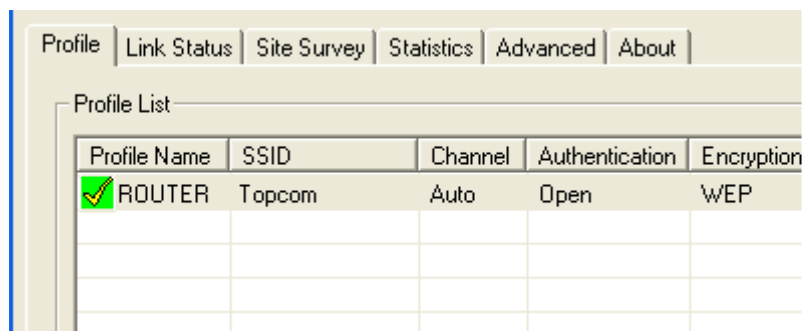 Profile Link Status Site Survey Statistics Advanced About
Profile List
Profile Name SSID Channel Authentication Encryption
ROUTER Topcom Auto Open WEP